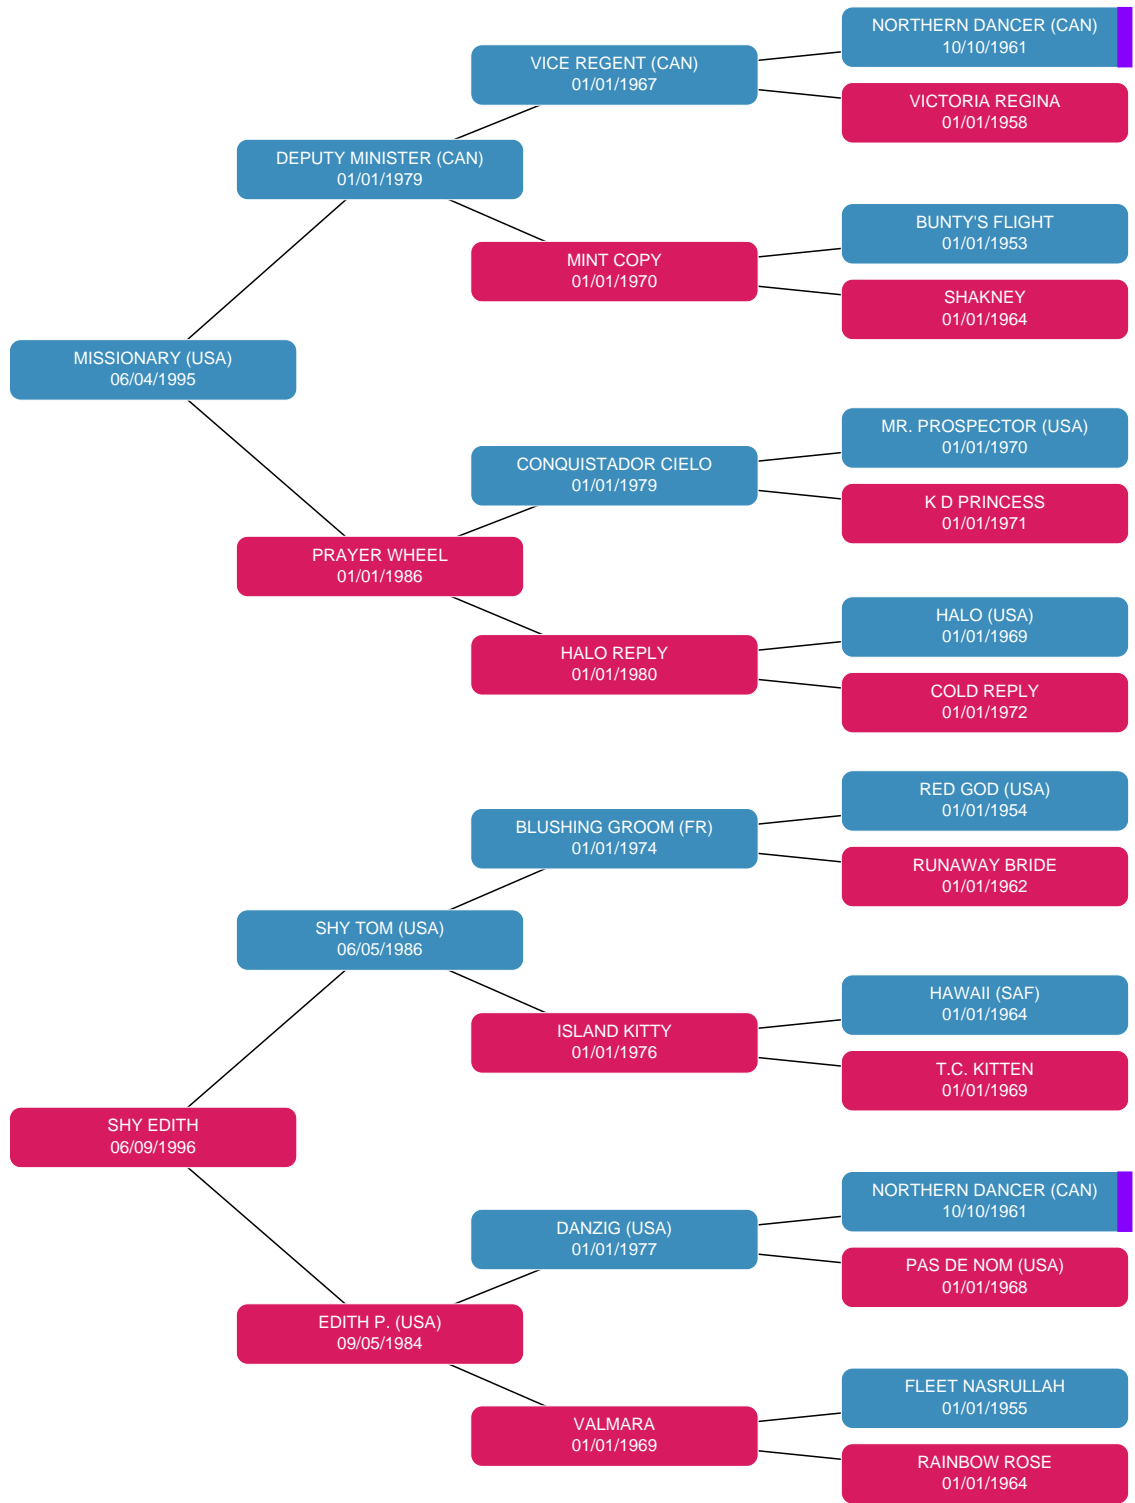 NORTHERN DANCER (CAN)
10/10/1961
VICE REGENT (CAN)
01/01/1967
VICTORIA REGINA
01/01/1958
DEPUTY MINISTER (CAN)
01/01/1979
BUNTY'S FLIGHT
01/01/1953
MINT COPY
01/01/1970
SHAKNEY
01/01/1964
MISSIONARY (USA)
06/04/1995
MR. PROSPECTOR (USA)
01/01/1970
CONQUISTADOR CIELO
01/01/1979
K D PRINCESS
01/01/1971
PRAYER WHEEL
01/01/1986
HALO (USA)
01/01/1969
HALO REPLY
01/01/1980
COLD REPLY
01/01/1972
RED GOD (USA)
01/01/1954
BLUSHING GROOM (FR)
01/01/1974
RUNAWAY BRIDE
01/01/1962
SHY TOM (USA)
06/05/1986
HAWAII (SAF)
01/01/1964
ISLAND KITTY
01/01/1976
T.C. KITTEN
01/01/1969
SHY EDITH
06/09/1996
NORTHERN DANCER (CAN)
10/10/1961
DANZIG (USA)
01/01/1977
PAS DE NOM (USA)
01/01/1968
EDITH P. (USA)
09/05/1984
FLEET NASRULLAH
01/01/1955
VALMARA
01/01/1969
RAINBOW ROSE
01/01/1964